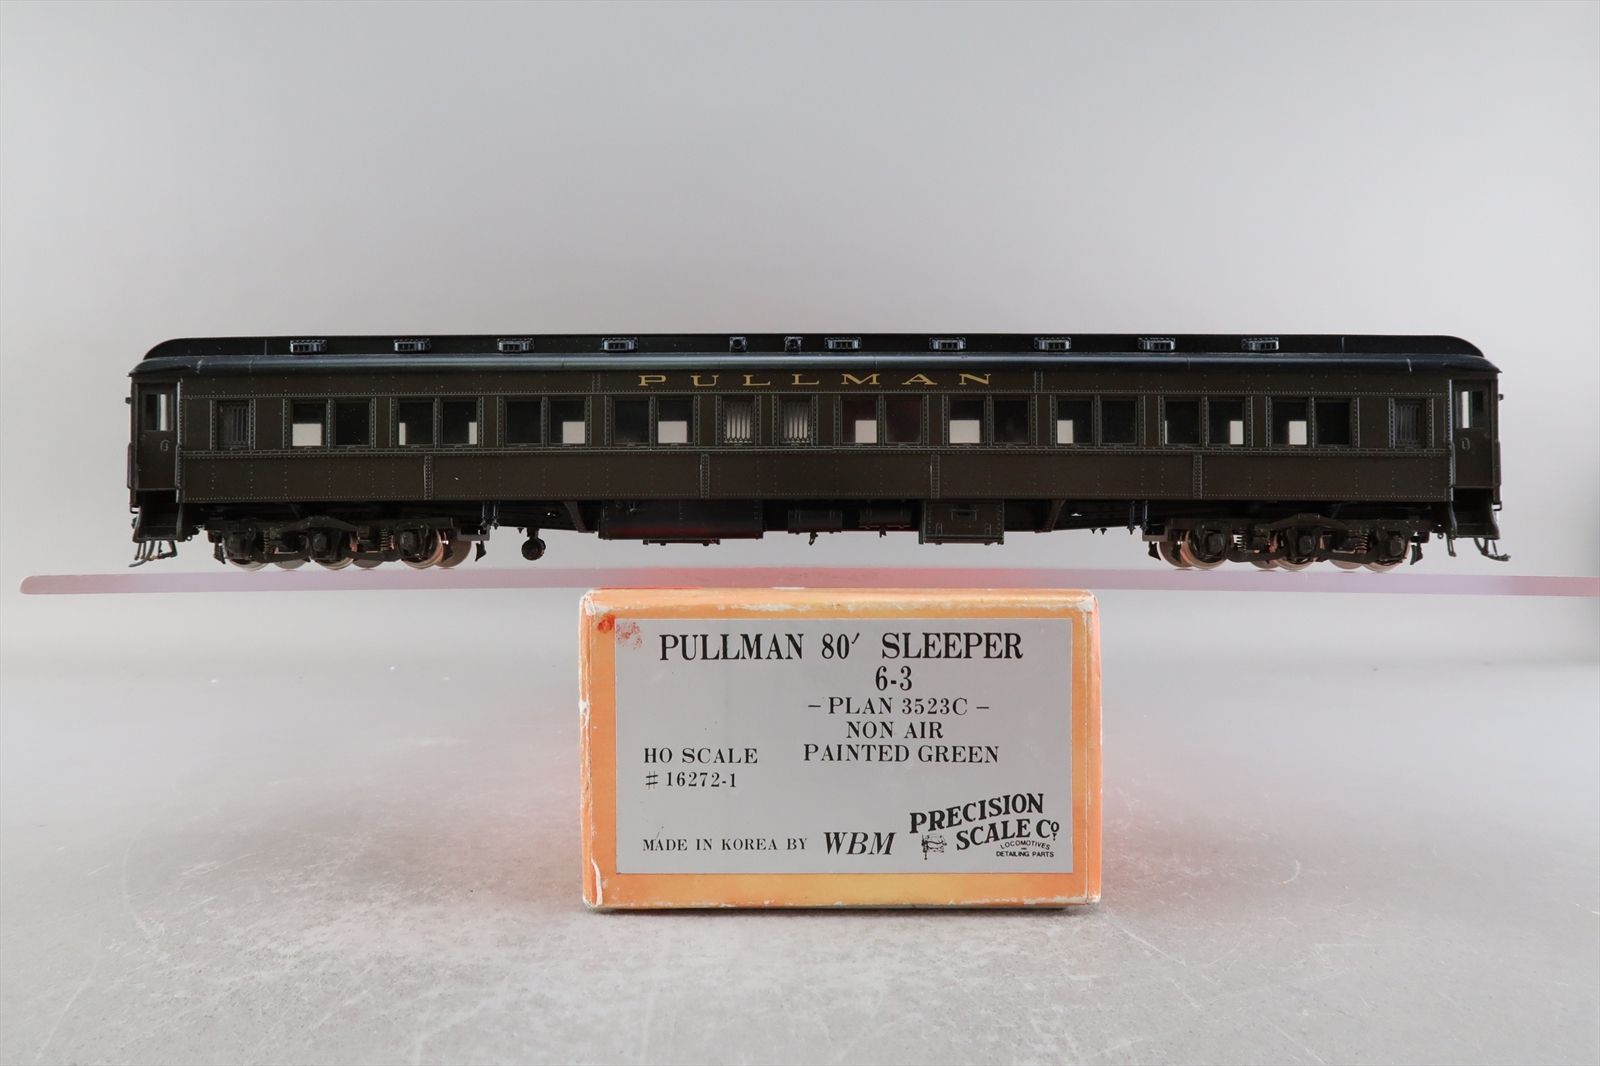 PULLMAN
PULLMAN 80' SLEEPER
6-3
- PLAN 3523C -
NON AIR
HO SCALE PAINTED GREEN
# 16272-1
MADE IN KOREA BY WBM
PRECISION
SCALE Co.
LOCOMOTIVES
DETAILING PARTS